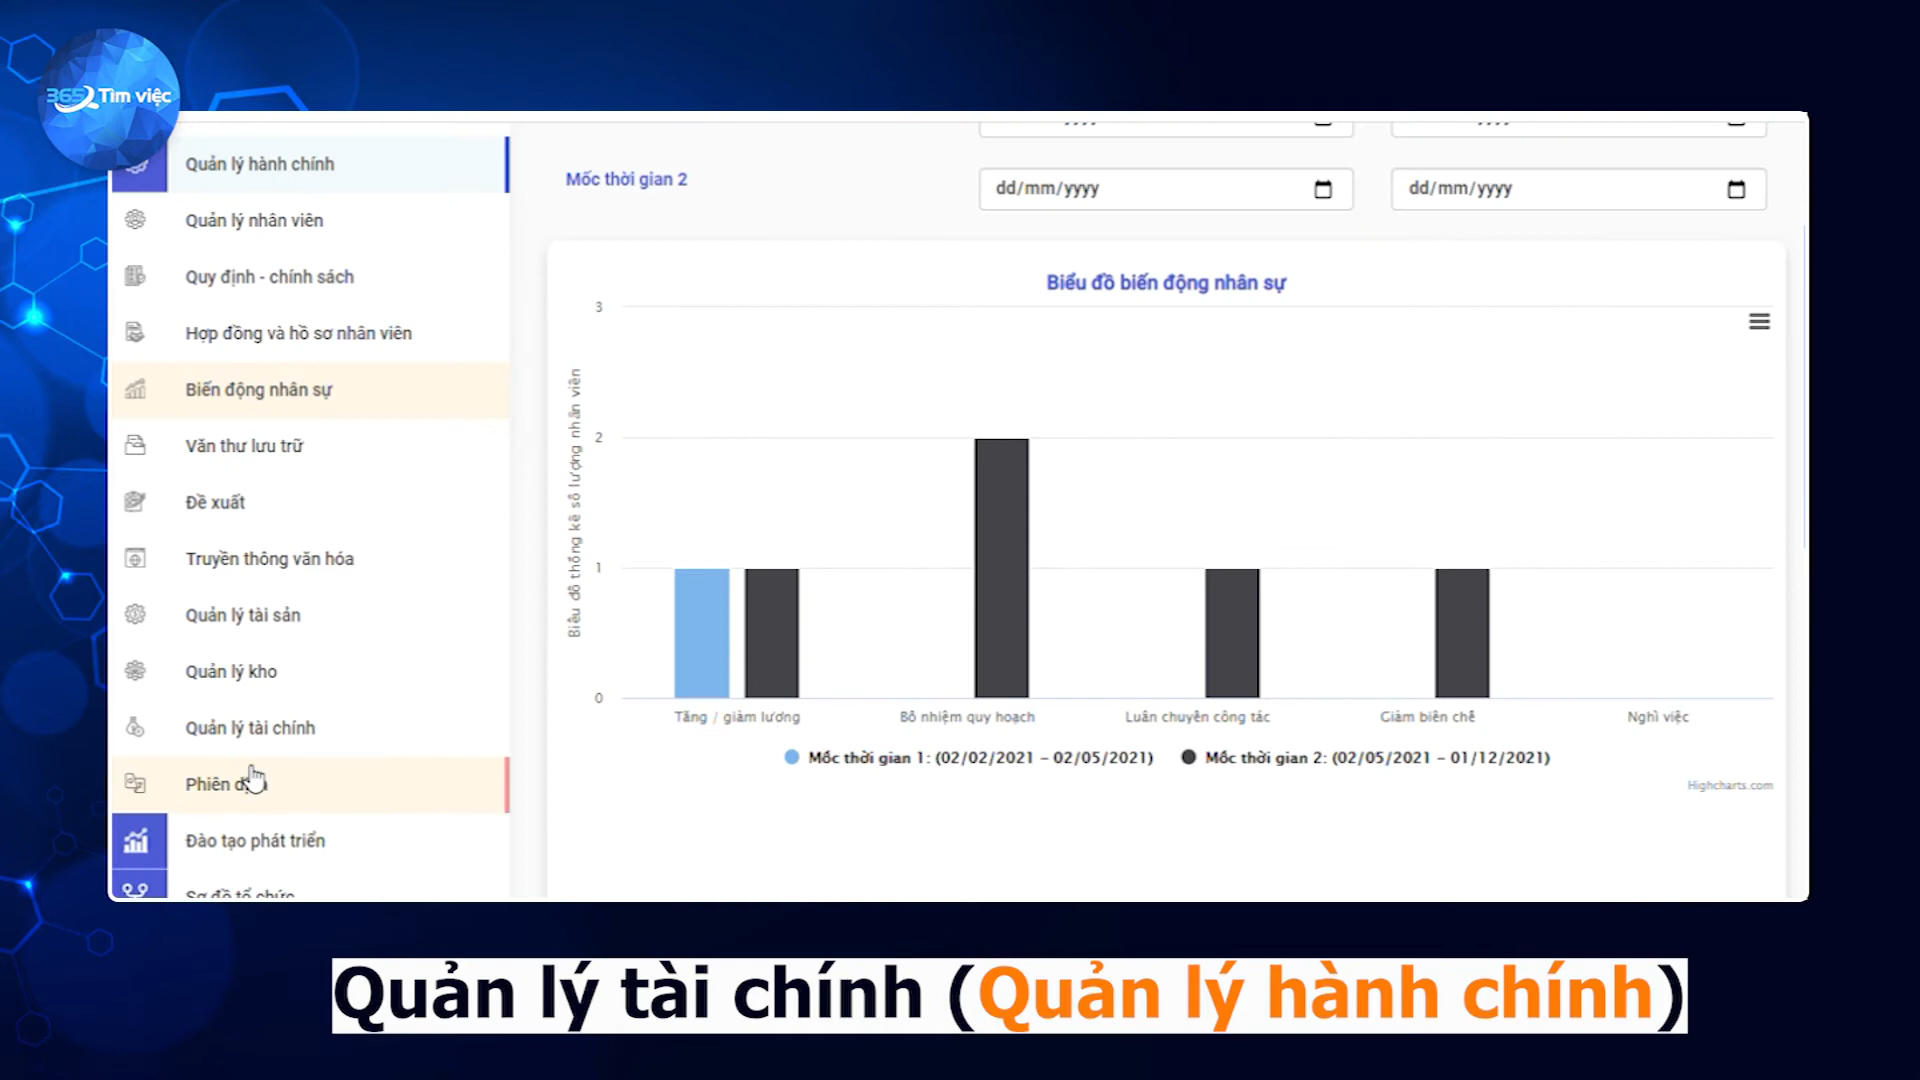 365 Tìm việc
Quản lý hành chính
Quản lý nhân viên
Quy định - chính sách
Hợp đồng và hồ sơ nhân viên
Biến động nhân sự
Văn thư lưu trữ
Đề xuất
Truyền thông văn hóa
Quản lý tài sản
Quản lý kho
Quản lý tài chính
Phiên
Đào tạo phát triển
Sơ đồ tổ chức
Mốc thời gian 2
dd/mm/yyyy
dd/mm/yyyy
Biểu đồ biến động nhân sự
Biểu đồ thống kê số lượng nhân viên
3
2
1
0
Tăng / giảm lương
Bổ nhiệm quy hoạch
Luân chuyển công tác
Giảm biên chế
Nghỉ việc
Mốc thời gian 1: (02/02/2021 - 02/05/2021)
Mốc thời gian 2: (02/05/2021 - 01/12/2021)
Highcharts.com
Quản lý tài chính (Quản lý hành chính)